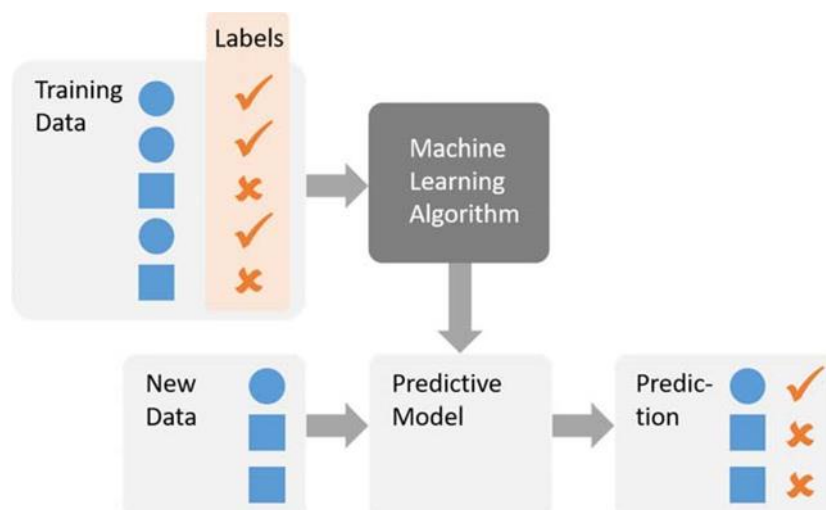 Labels
Training
Data
Machine
Learning
Algorithm
New
Data
Predictive
Model
Predic-
tion